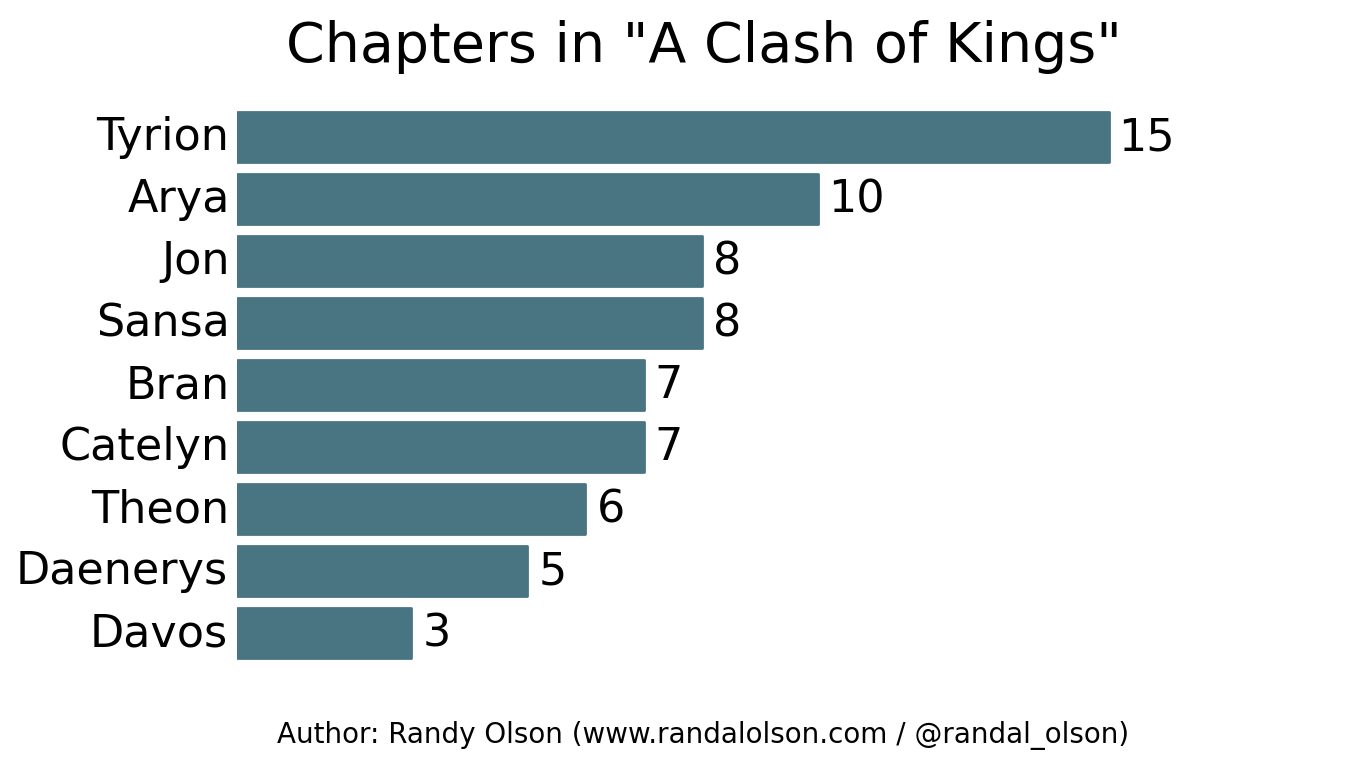 Chapters in "A Clash of Kings"
Tyrion 15
Arya 10
Jon 8
Sansa 8
Bran 7
Catelyn 7
Theon 6
Daenerys 5
Davos 3
Author: Randy Olson (www.randalolson.com / @randal_olson)